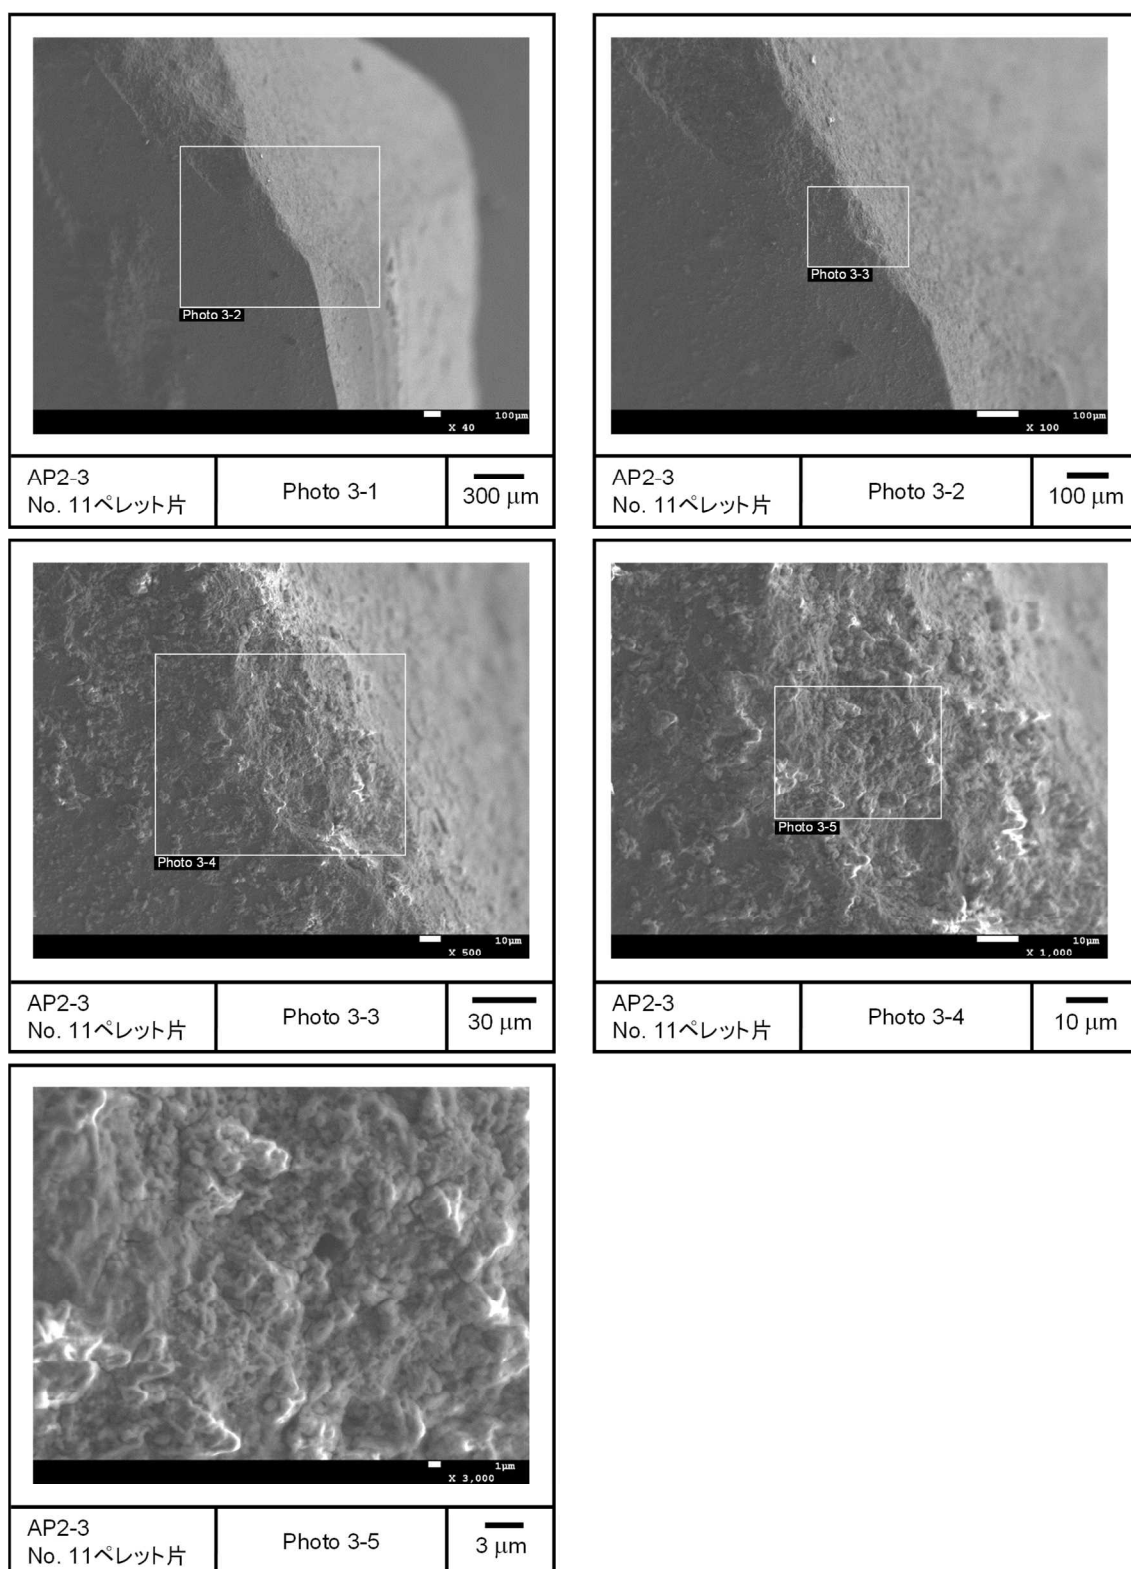 Photo 3-2
100μm
X 40
AP2-3
No. 11ペレット片
Photo 3-1
300 μm
Photo 3-3
100μm
X 100
AP2-3
No. 11ペレット片
Photo 3-2
100 μm
Photo 3-4
10μm
X 500
AP2-3
No. 11ペレット片
Photo 3-3
30 μm
Photo 3-5
10μm
X 1,000
AP2-3
No. 11ペレット片
Photo 3-4
10 μm
1μm
X 3,000
AP2-3
No. 11ペレット片
Photo 3-5
3 μm